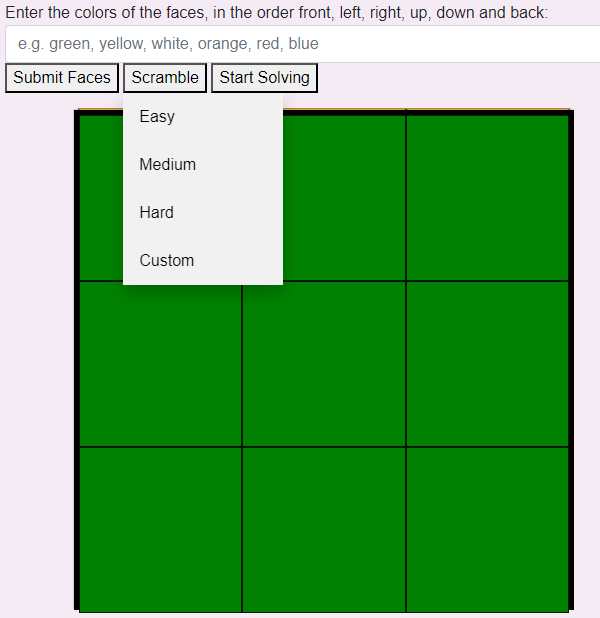 Enter the colors of the faces, in the order front, left, right, up, down and back:
e.g. green, yellow, white, orange, red, blue
Submit Faces Scramble Start Solving
Easy
Medium
Hard
Custom